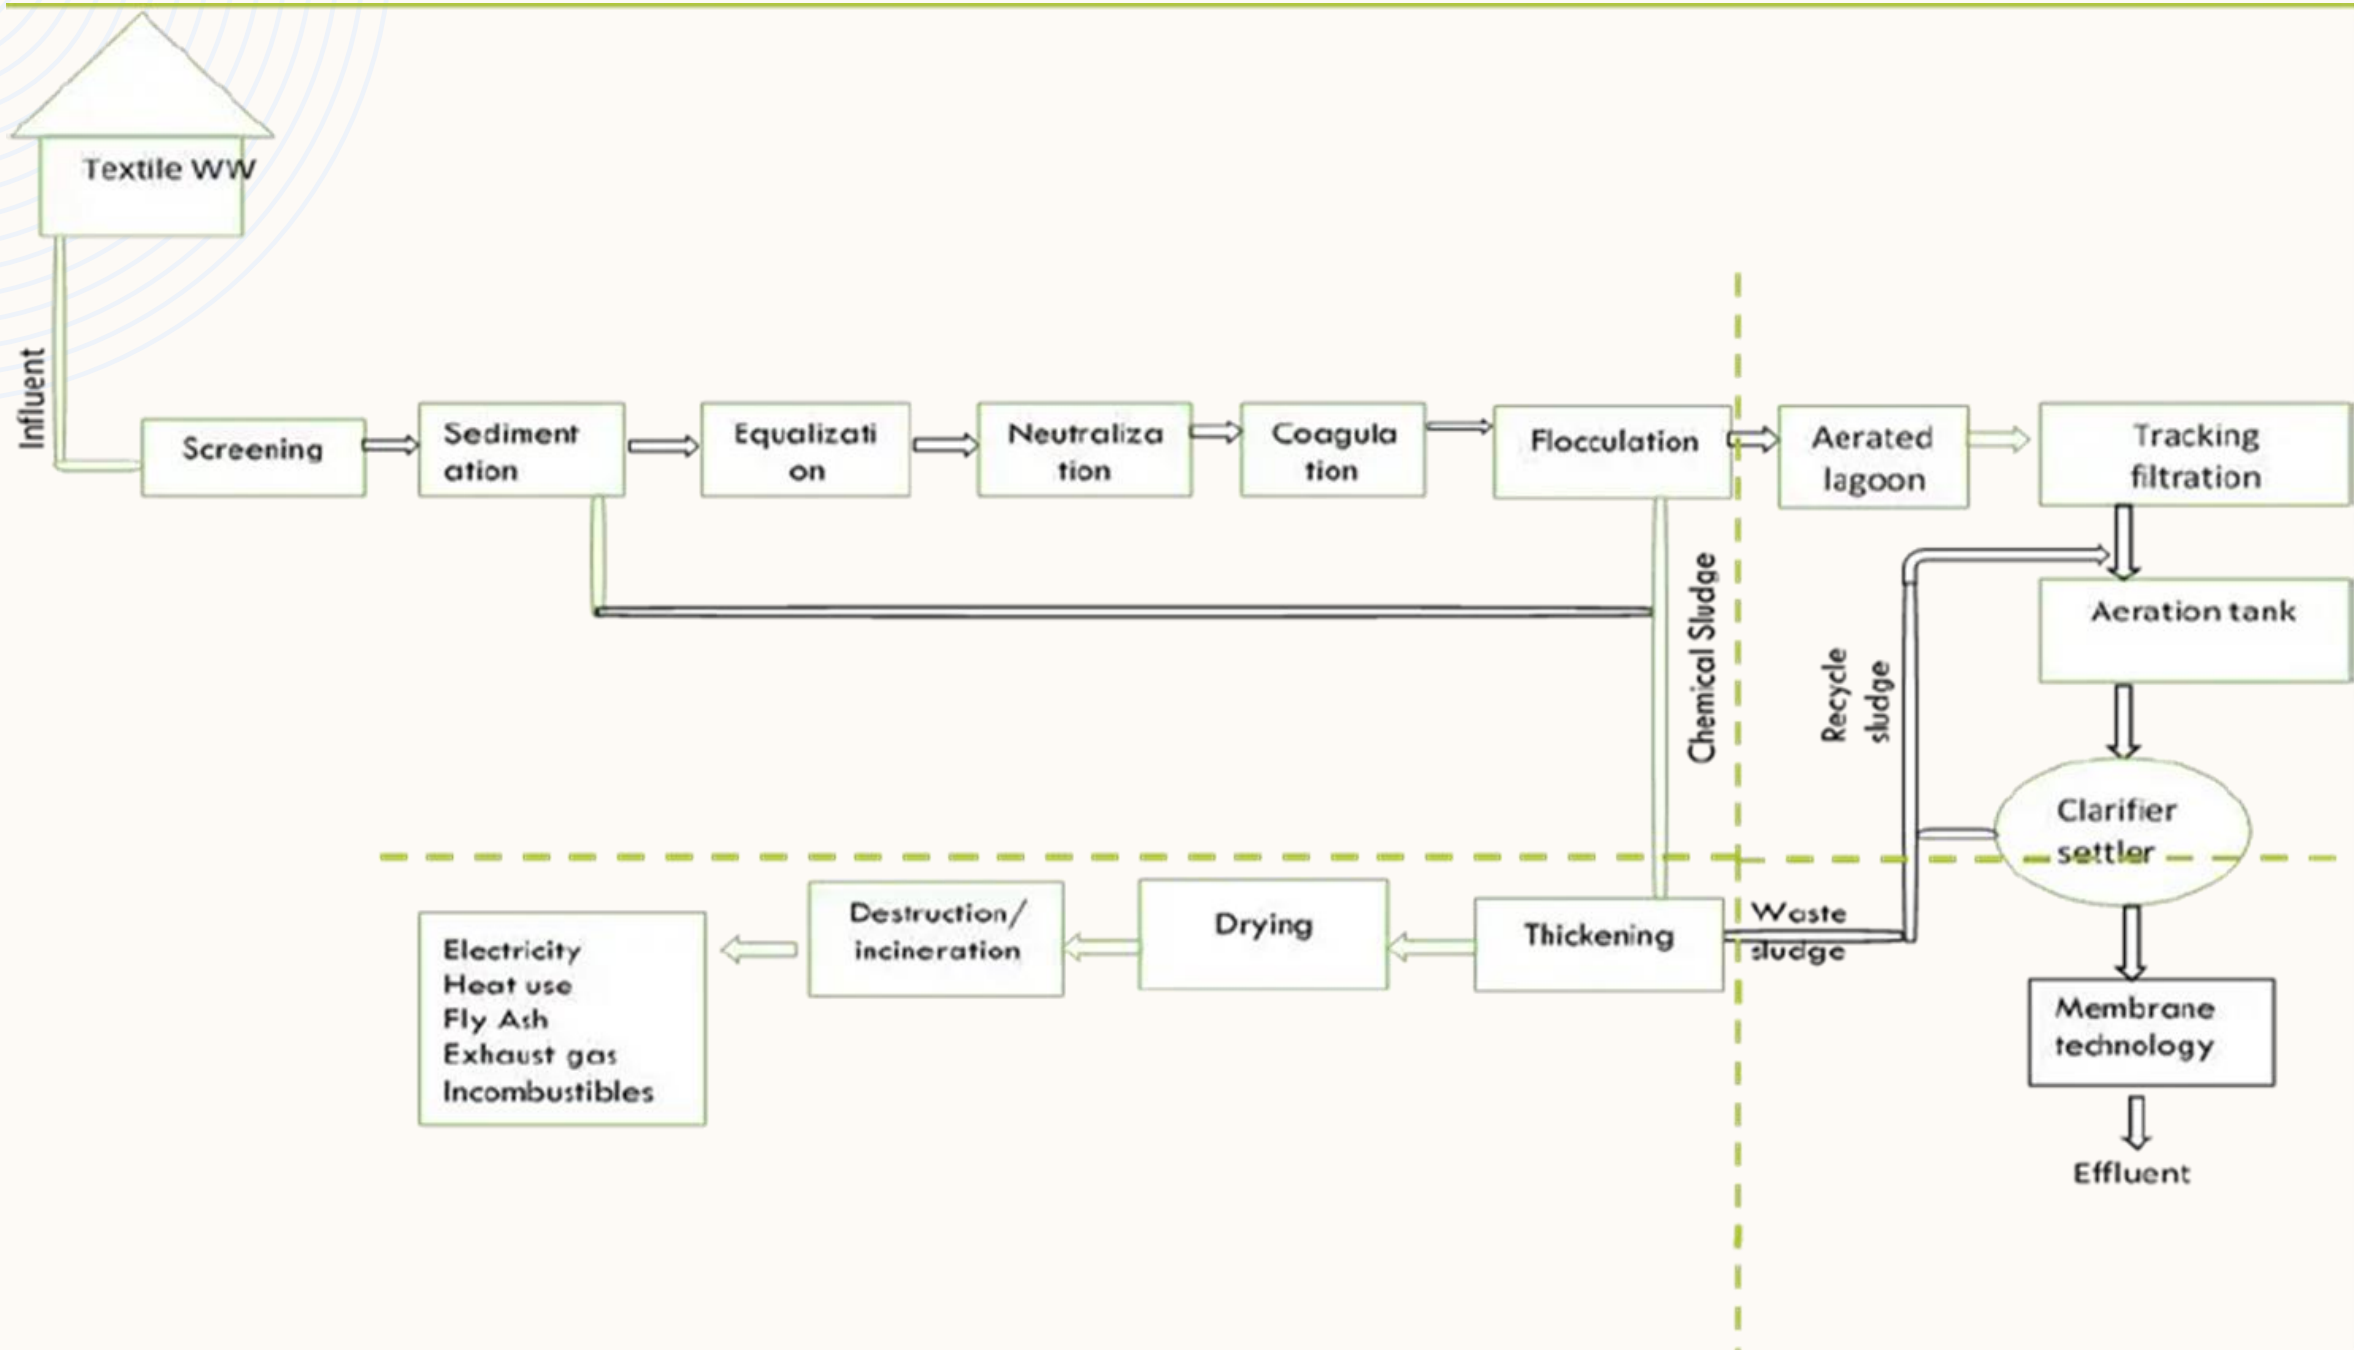 Textile WW
Influent
Screening
Sediment
ation
Equalizati
on
Neutraliza
tion
Coagula
tion
Flocculation
Aerated
lagoon
Tracking
filtration
Chemical Sludge
Recycle
sludge
Aeration tank
Clarifier
settler
Electricity
Heat use
Fly Ash
Exhaust gas
Incombustibles
Destruction/
incineration
Drying
Thickening
Waste
sludge
Membrane
technology
Effluent